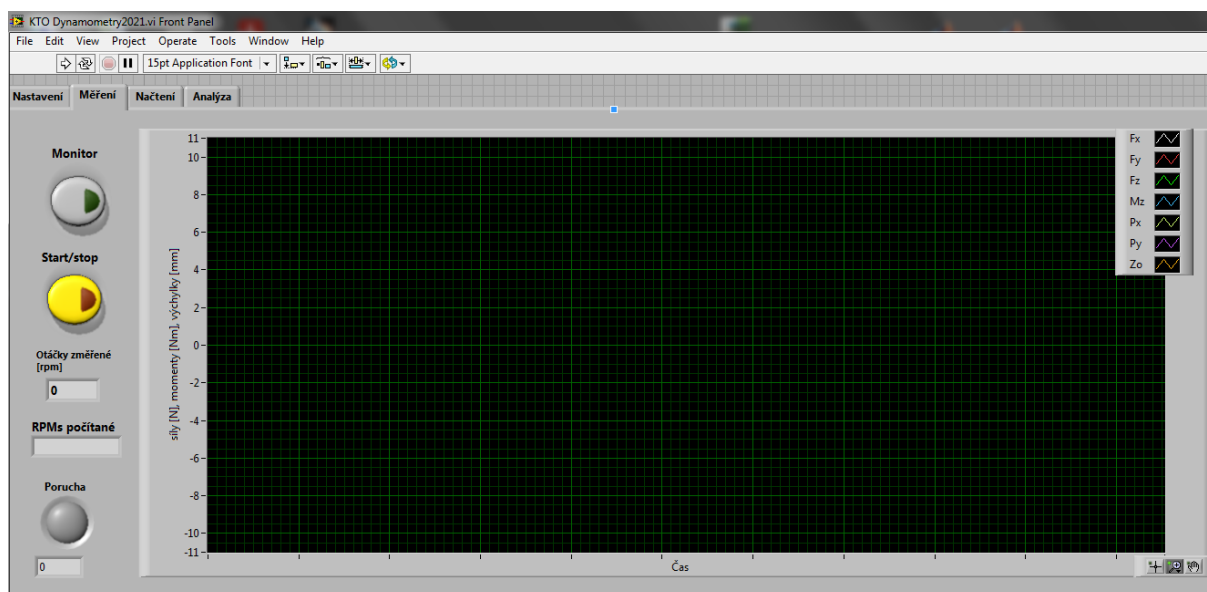 KTO Dynamometry2021.vi Front Panel
File Edit View Project Operate Tools Window Help
15pt Application Font
Nastavení Měření Načtení Analýza
Monitor
Start/stop
Otáčky změřené
[rpm]
0
RPMs počítané
Porucha
0
síly [N], momenty [Nm], výchylky [mm]
11
10
8
6
4
2
0
-2
-4
-6
-8
-10
-11
Čas
Fx
Fy
Fz
Mz
Px
Py
Zo